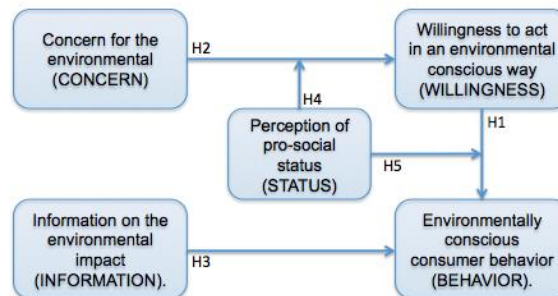 Concern for the
environmental
(CONCERN)
H2
Willingness to act
in an environmental
conscious way
(WILLINGNESS)
H4
H1
Perception of
pro-social
status
(STATUS)
H5
Information on the
environmental
impact
(INFORMATION).
H3
Environmentally
conscious
consumer behavior
(BEHAVIOR).